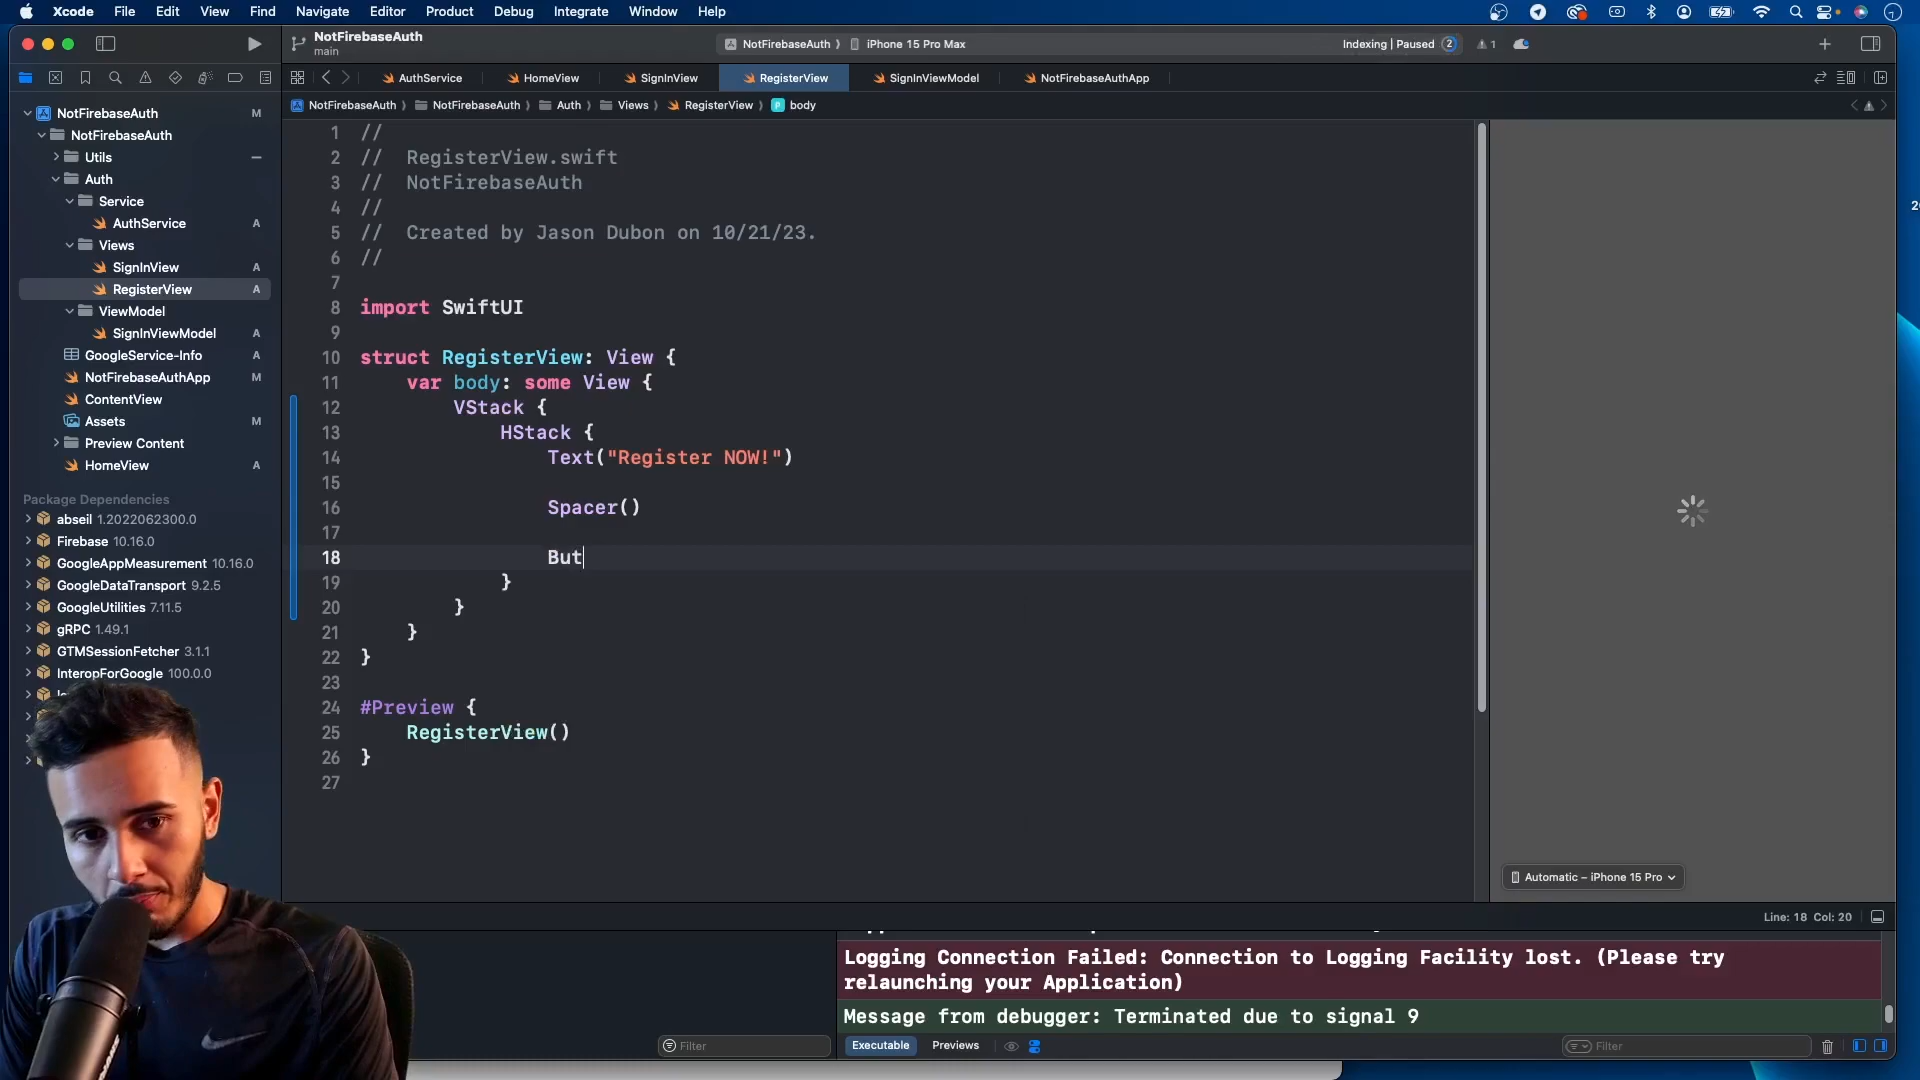 Xcode File Edit View Find Navigate Editor Product Debug Integrate Window Help
NotFirebaseAuth
main
NotFirebaseAuth iPhone 15 Pro Max
Indexing | Paused 2
1
AuthService HomeView SignInView RegisterView SignInViewModel NotFirebaseAuthApp
NotFirebaseAuth NotFirebaseAuth Auth Views RegisterView body
NotFirebaseAuth M
NotFirebaseAuth
Utils
Auth
Service
AuthService A
Views
SignInView A
RegisterView A
ViewModel
SignInViewModel A
GoogleService-Info A
NotFirebaseAuthApp M
ContentView
Assets M
Preview Content
HomeView A
Package Dependencies
abseil 1.2022062300.0
Firebase 10.16.0
GoogleAppMeasurement 10.16.0
GoogleDataTransport 9.2.5
GoogleUtilities 7.11.5
gRPC 1.49.1
GTMSessionFetcher 3.1.1
InteropForGoogle 100.0.0
1 //
2 //  RegisterView.swift
3 //  NotFirebaseAuth
4 //
5 //  Created by Jason Dubon on 10/21/23.
6 //
7
8 import SwiftUI
9
10 struct RegisterView: View {
11     var body: some View {
12         VStack {
13             HStack {
14                 Text("Register NOW!")
15
16                 Spacer()
17
18                 But
19             }
20         }
21     }
22 }
23
24 #Preview {
25     RegisterView()
26 }
27
Automatic – iPhone 15 Pro
Line: 18 Col: 20
Logging Connection Failed: Connection to Logging Facility lost. (Please try
relaunching your Application)
Message from debugger: Terminated due to signal 9
Filter
Executable Previews
Filter